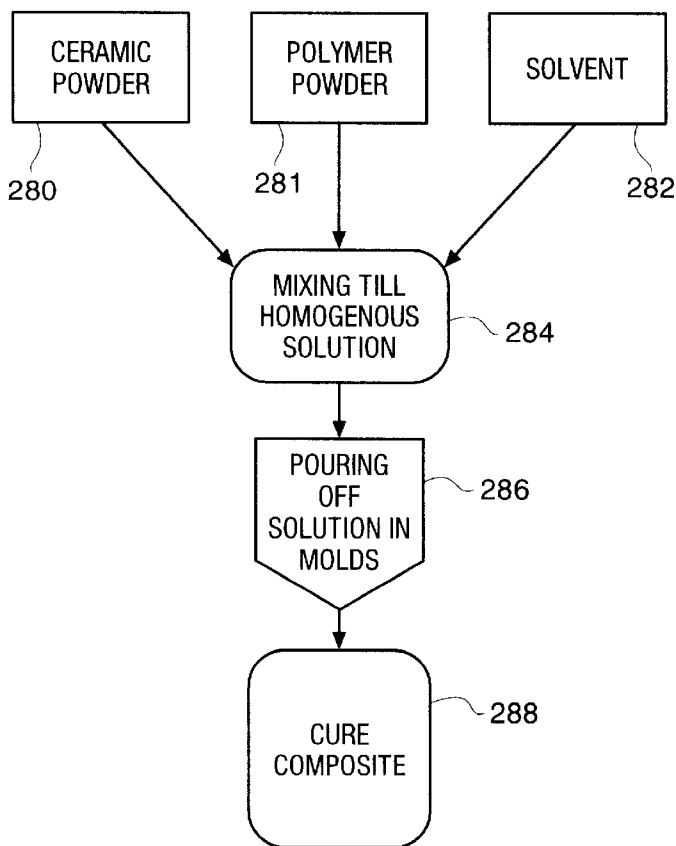 CERAMIC
POWDER
POLYMER
POWDER
SOLVENT
280
281
282
MIXING TILL
HOMOGENOUS
SOLUTION
284
POURING
OFF
SOLUTION IN
MOLDS
286
CURE
COMPOSITE
288